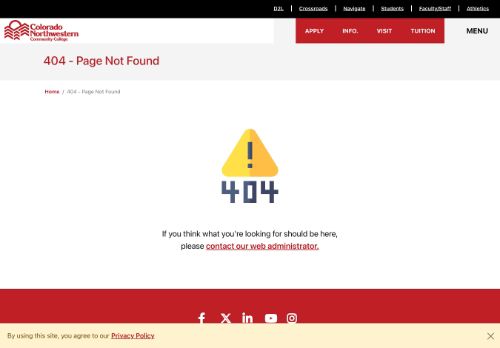 D2L Crossroads Navigate Students Faculty/Staff Athletics
Colorado
Northwestern
Community College
APPLY INFO. VISIT TUITION MENU
404 - Page Not Found
Home / 404 - Page Not Found
404
If you think what you're looking for should be here,
please contact our web administrator.
By using this site, you agree to our Privacy Policy